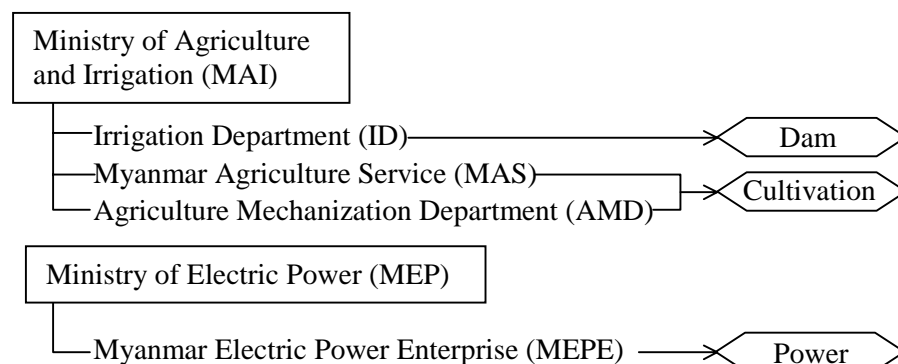 Ministry of Agriculture
and Irrigation (MAI)
Irrigation Department (ID)
Dam
Myanmar Agriculture Service (MAS)
Cultivation
Agriculture Mechanization Department (AMD)
Ministry of Electric Power (MEP)
Myanmar Electric Power Enterprise (MEPE)
Power